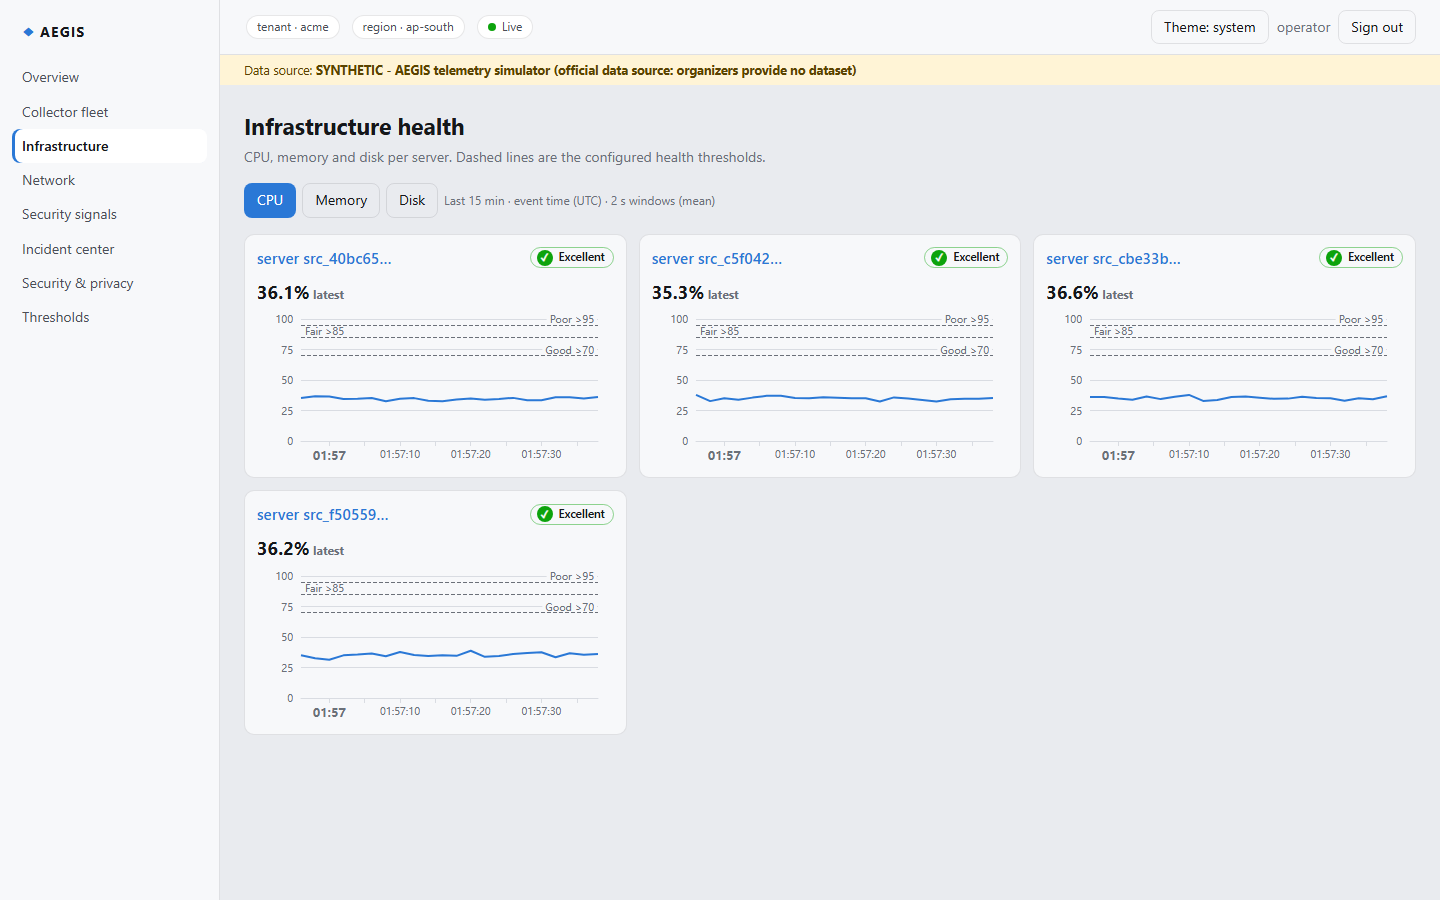 AEGIS
Overview
Collector fleet
Infrastructure
Network
Security signals
Incident center
Security & privacy
Thresholds
tenant · acme
region · ap-south
Live
Theme: system
operator
Sign out
Data source: SYNTHETIC - AEGIS telemetry simulator (official data source: organizers provide no dataset)
Infrastructure health
CPU, memory and disk per server. Dashed lines are the configured health thresholds.
CPU
Memory
Disk
Last 15 min · event time (UTC) · 2 s windows (mean)
server src_40bc65...
Excellent
36.1% latest
100
Poor >95
Fair >85
75
Good >70
50
25
0
01:57
01:57:10
01:57:20
01:57:30
server src_c5f042...
Excellent
35.3% latest
100
Poor >95
Fair >85
75
Good >70
50
25
0
01:57
01:57:10
01:57:20
01:57:30
server src_cbe33b...
Excellent
36.6% latest
100
Poor >95
Fair >85
75
Good >70
50
25
0
01:57
01:57:10
01:57:20
01:57:30
server src_f50559...
Excellent
36.2% latest
100
Poor >95
Fair >85
75
Good >70
50
25
0
01:57
01:57:10
01:57:20
01:57:30